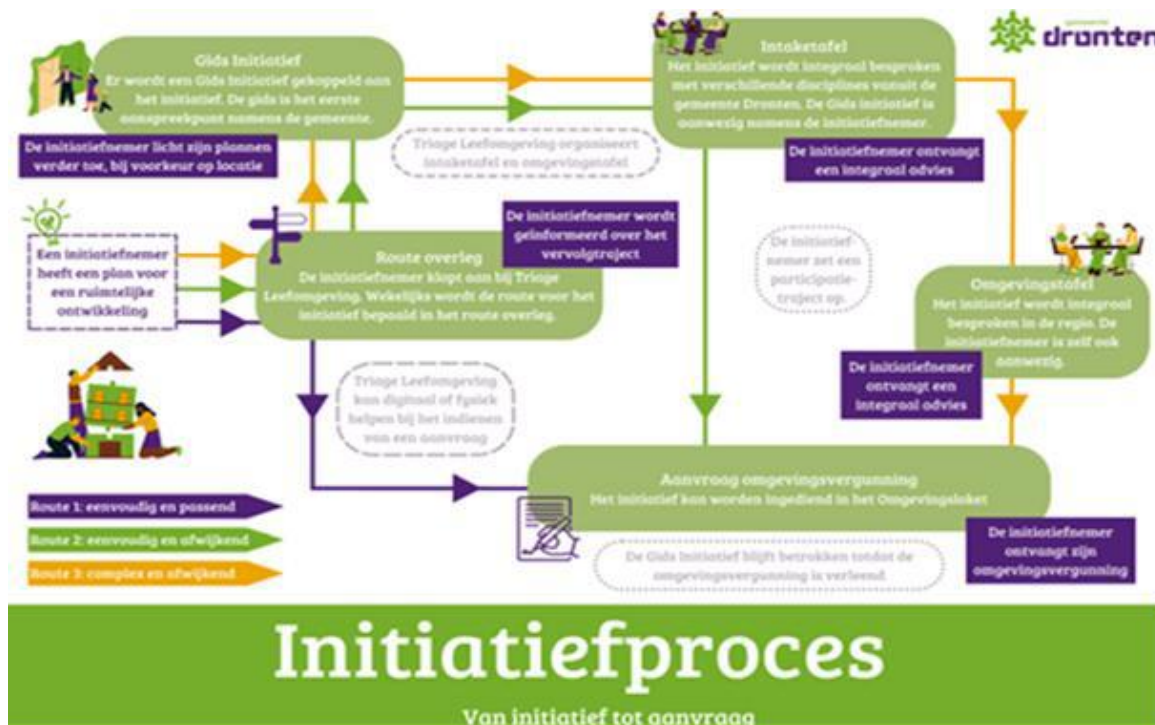 gemeente
dronten
Gids Initiatief
Er wordt een Gids Initiatief gekoppeld aan
het initiatief. De gids is het eerste
aanspreekpunt namens de gemeente.
De initiatiefnemer licht zijn plannen
verder toe, bij voorkeur op locatie
Intaketafel
Het initiatief wordt integraal besproken
met verschillende disciplines vanuit de
gemeente Dronten. De Gids initiatief is
aanwezig namens de initiatiefnemer.
De initiatiefnemer ontvangt
een integraal advies
Triage Leefomgeving organiseert
intaketafel en omgevingstafel
Een initiatiefnemer
heeft een plan voor
een ruimtelijke
ontwikkeling
De initiatiefnemer wordt
geïnformeerd over het
vervolgtraject
Route overleg
De initiatiefnemer klopt aan bij Triage
Leefomgeving. Wekelijks wordt de route voor het
initiatief bepaald in het route overleg.
De initiatief-
nemer zet een
participatie-
traject op.
Omgevingstafel
Het initiatief wordt integraal
besproken in de regio. De
initiatiefnemer is zelf ook
aanwezig.
De initiatiefnemer
ontvangt een
integraal advies
Triage Leefomgeving
kan digitaal of fysiek
helpen bij het indienen
van een aanvraag
Aanvraag omgevingsvergunning
Het initiatief kan worden ingediend in het Omgevingsloket
De initiatiefnemer
ontvangt zijn
omgevingsvergunning
De Gids Initiatief blijft betrokken totdat de
omgevingsvergunning is verleend
Route 1: eenvoudig en passend
Route 2: eenvoudig en afwijkend
Route 3: complex en afwijkend
Initiatiefproces
Van initiatief tot aanvraag